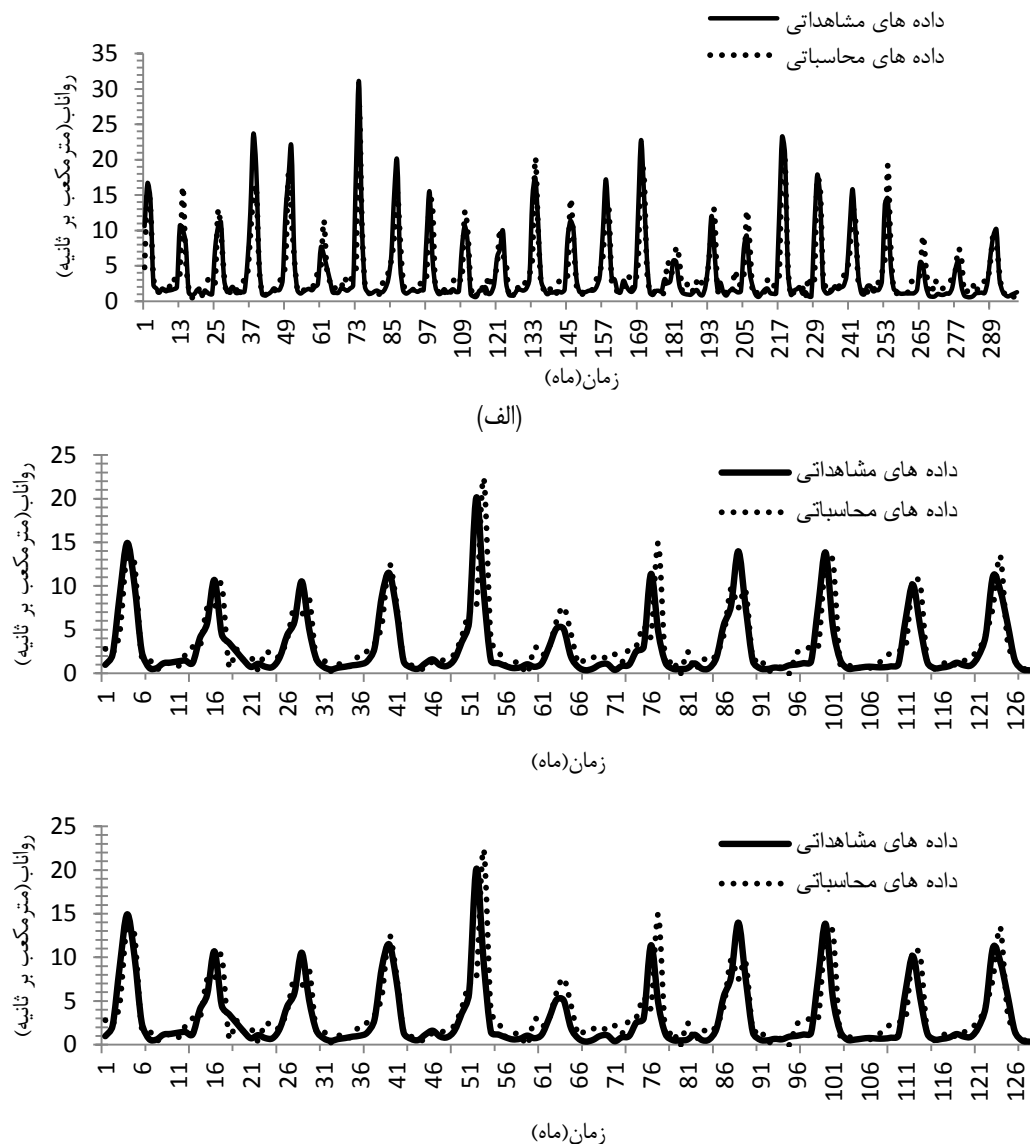 داده های مشاهداتی
داده های محاسباتی
رواناب(مترمکعب بر ثانیه)
35
30
25
20
15
10
5
0
1 13 25 37 49 61 73 85 97 109 121 133 145 157 169 181 193 205 217 229 241 253 265 277 289
زمان(ماه)
(الف)
داده های مشاهداتی
داده های محاسباتی
رواناب(مترمکعب بر ثانیه)
25
20
15
10
5
0
1 6 11 16 21 26 31 36 41 46 51 56 61 66 71 76 81 86 91 96 101 106 111 116 121 126
زمان(ماه)
داده های مشاهداتی
داده های محاسباتی
رواناب(مترمکعب بر ثانیه)
25
20
15
10
5
0
1 6 11 16 21 26 31 36 41 46 51 56 61 66 71 76 81 86 91 96 101 106 111 116 121 126
زمان(ماه)